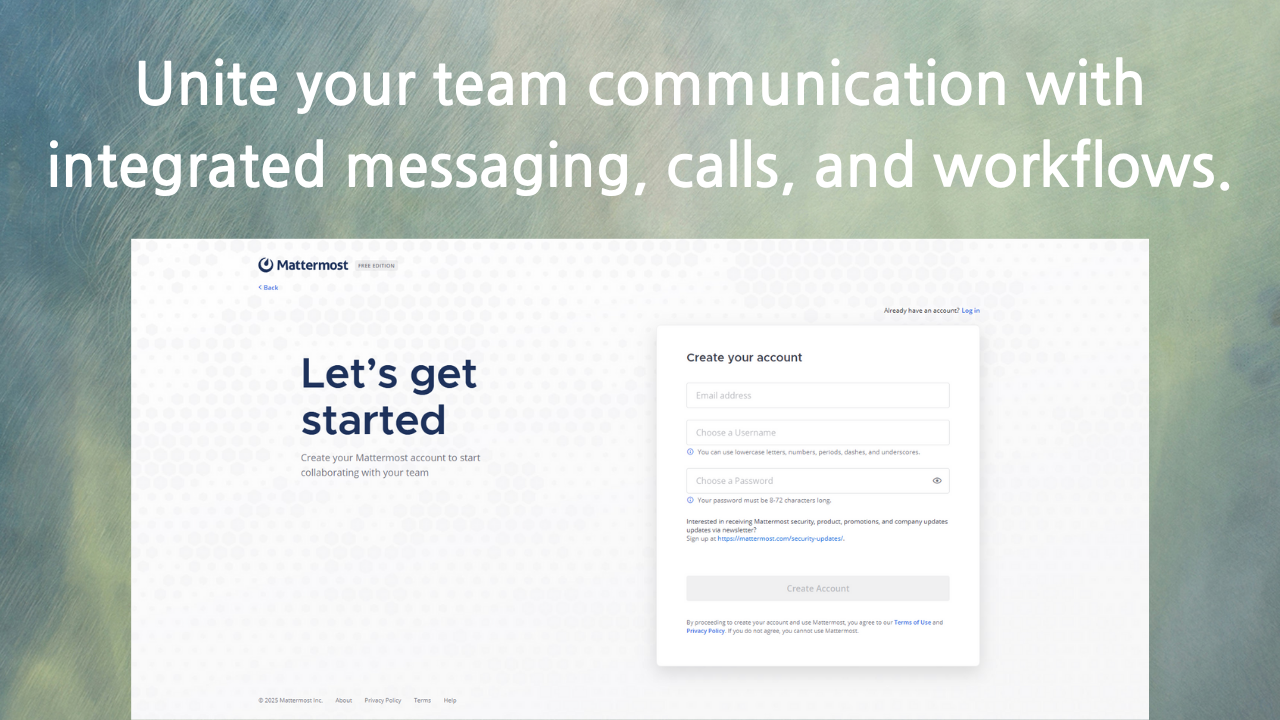 Unite your team communication with
integrated messaging, calls, and workflows.
Mattermost FREE EDITION
< Back
Already have an account? Log in
Let's get
started
Create your Mattermost account to start
collaborating with your team
Create your account
Email address
Choose a Username
You can use lowercase letters, numbers, periods, dashes, and underscores.
Choose a Password
Your password must be 8-72 characters long.
Interested in receiving Mattermost security, product, promotions, and company updates
updates via newsletter?
Sign up at https://mattermost.com/security-updates/.
Create Account
By proceeding to create your account and use Mattermost, you agree to our Terms of Use and
Privacy Policy. If you do not agree, you cannot use Mattermost.
© 2025 Mattermost Inc. About Privacy Policy Terms Help